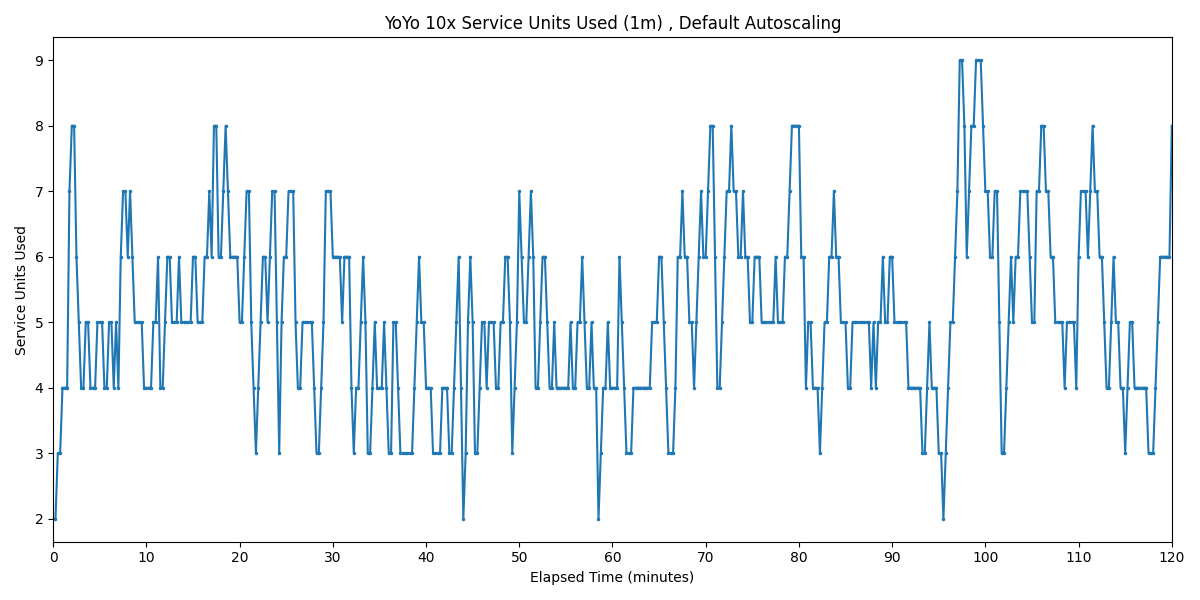 YoYo 10x Service Units Used (1m) , Default Autoscaling
9
8
7
6
5
4
3
2
Service Units Used
0 10 20 30 40 50 60 70 80 90 100 110 120
Elapsed Time (minutes)